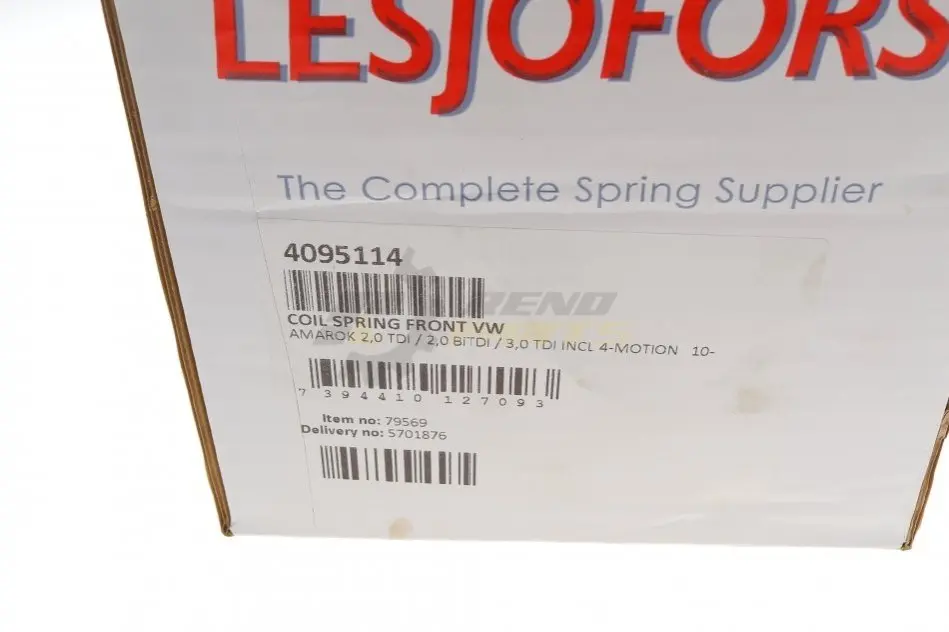 LESJOFORS
The Complete Spring Supplier
4095114
COIL SPRING FRONT VW
AMAROK 2,0 TDI / 2,0 BITDI / 3,0 TDI INCL 4-MOTION 10-
7 394410 127093
Item no: 79569
Delivery no: 5701876